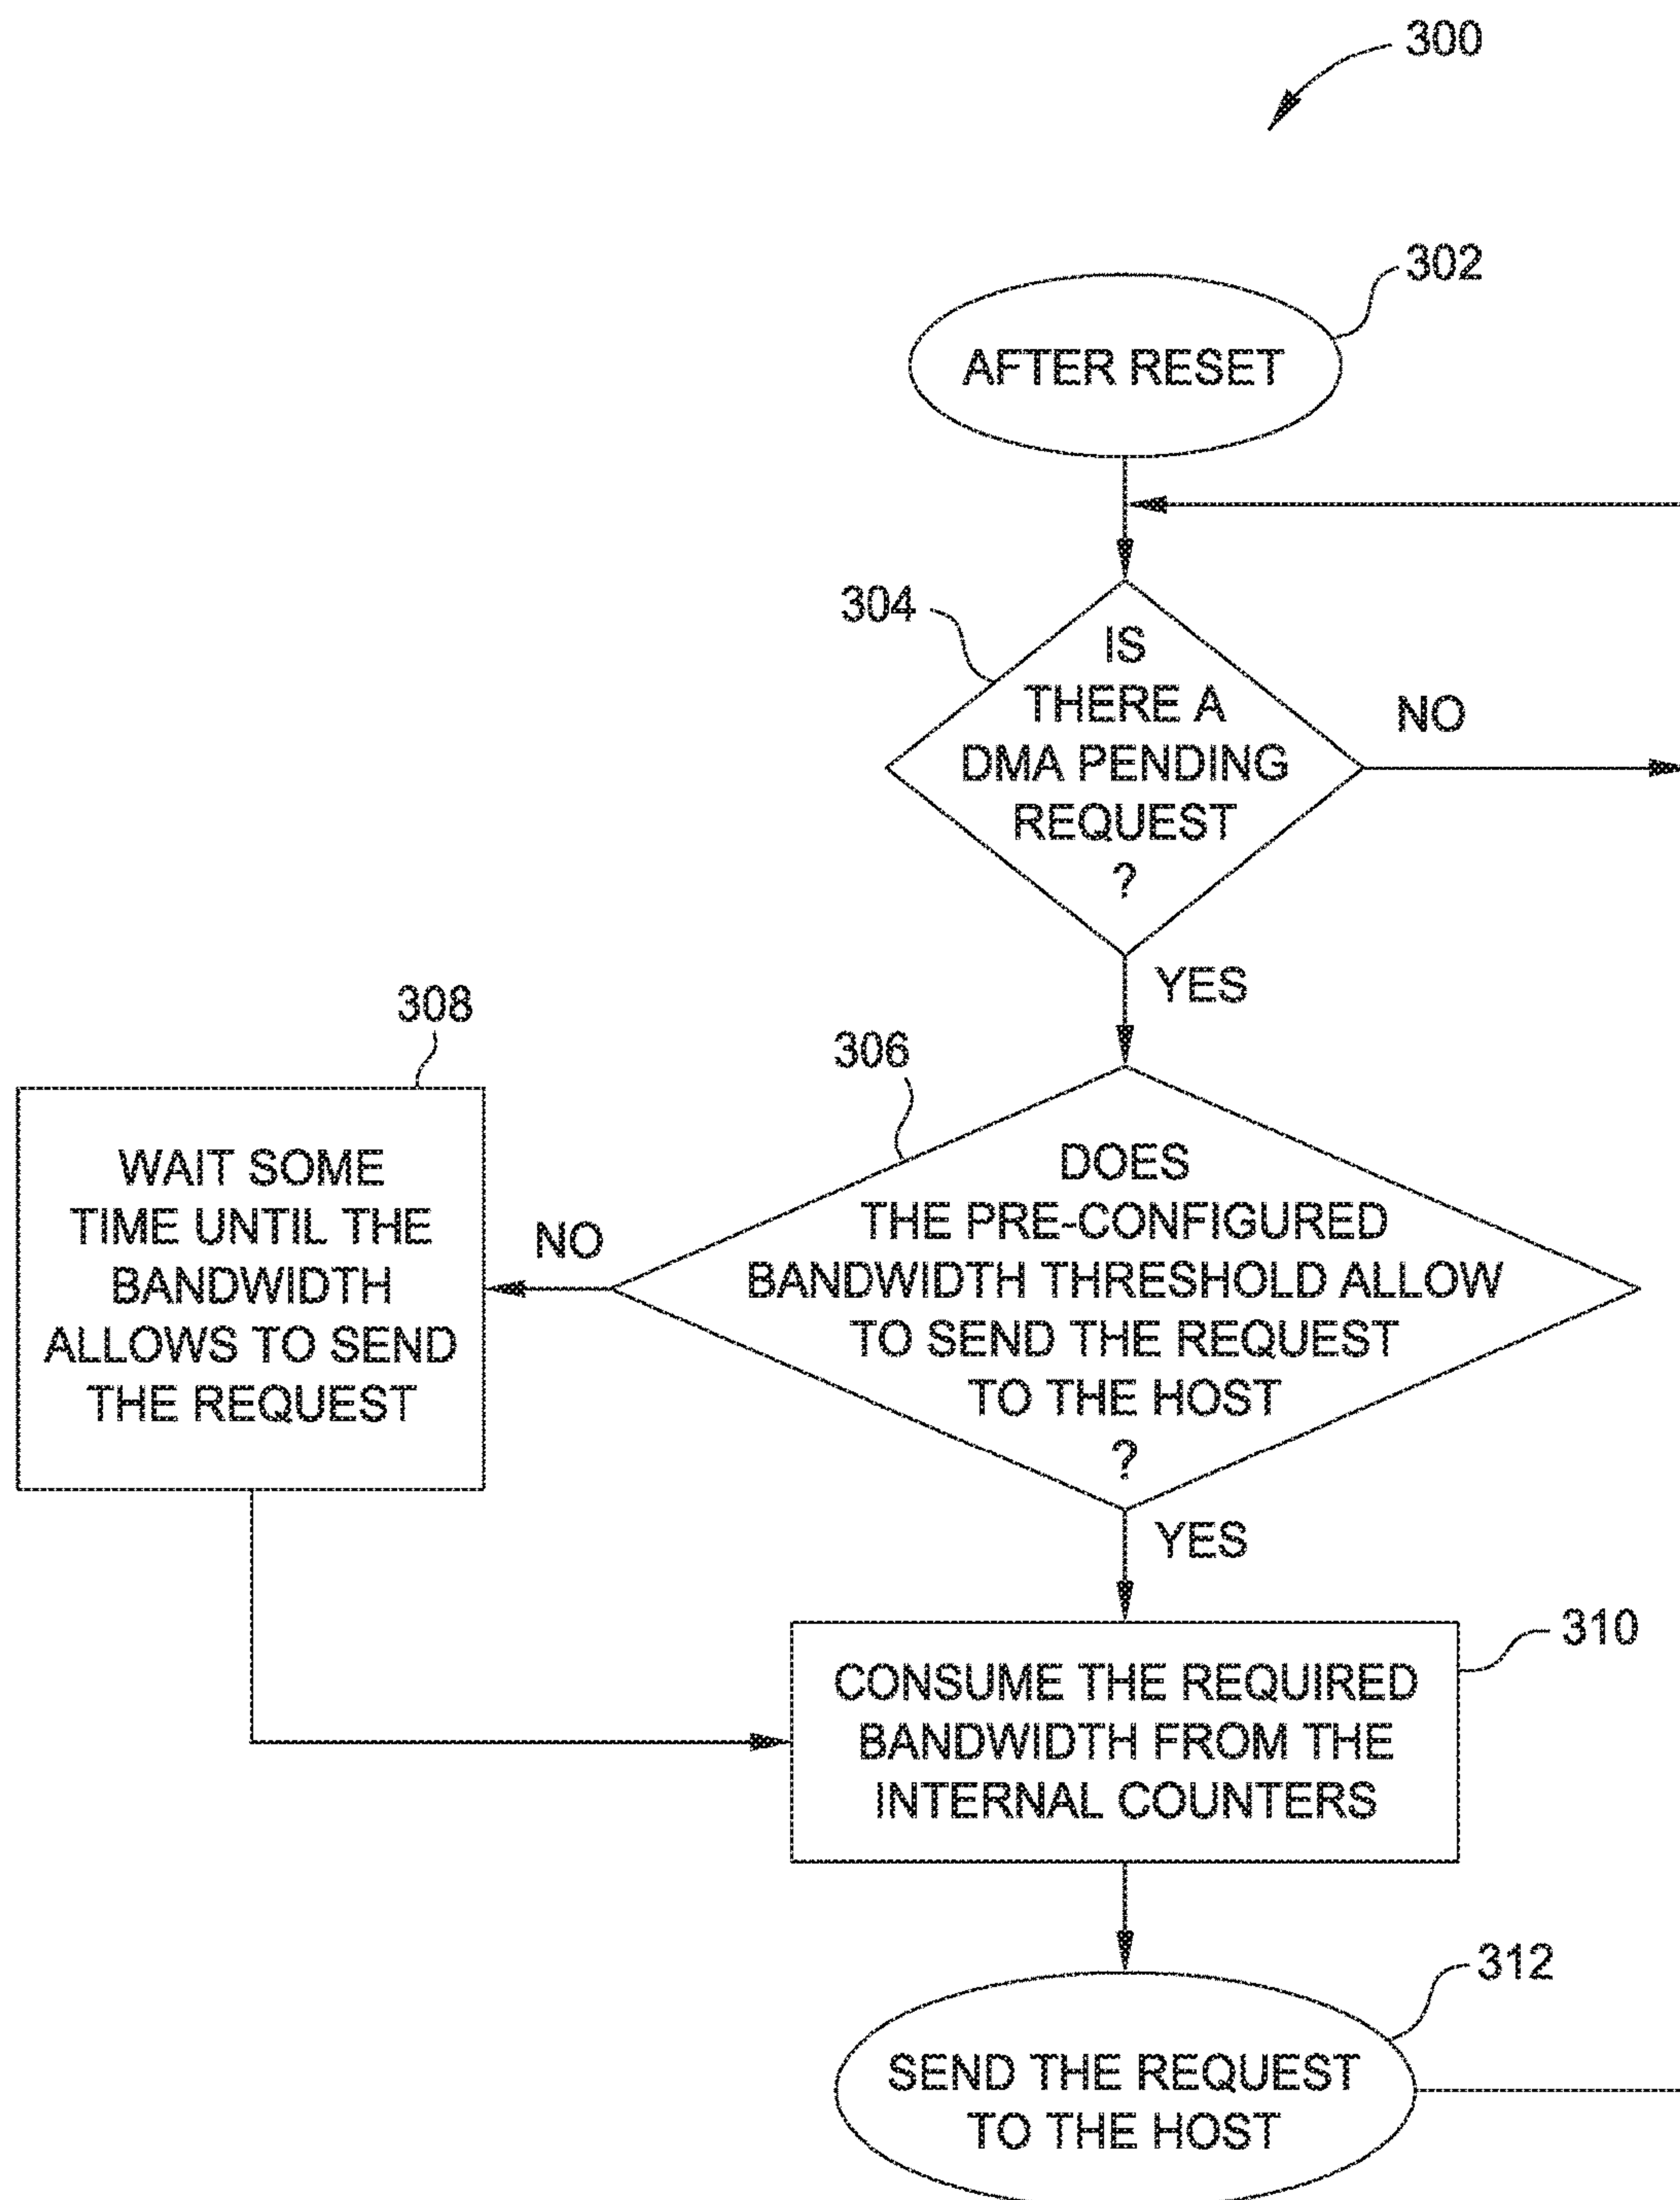 300
302
AFTER RESET
304
IS
THERE A
DMA PENDING
REQUEST
?
NO
YES
308
306
WAIT SOME
TIME UNTIL THE
BANDWIDTH
ALLOWS TO SEND
THE REQUEST
NO
DOES
THE PRE-CONFIGURED
BANDWIDTH THRESHOLD ALLOW
TO SEND THE REQUEST
TO THE HOST
?
YES
310
CONSUME THE REQUIRED
BANDWIDTH FROM THE
INTERNAL COUNTERS
312
SEND THE REQUEST
TO THE HOST